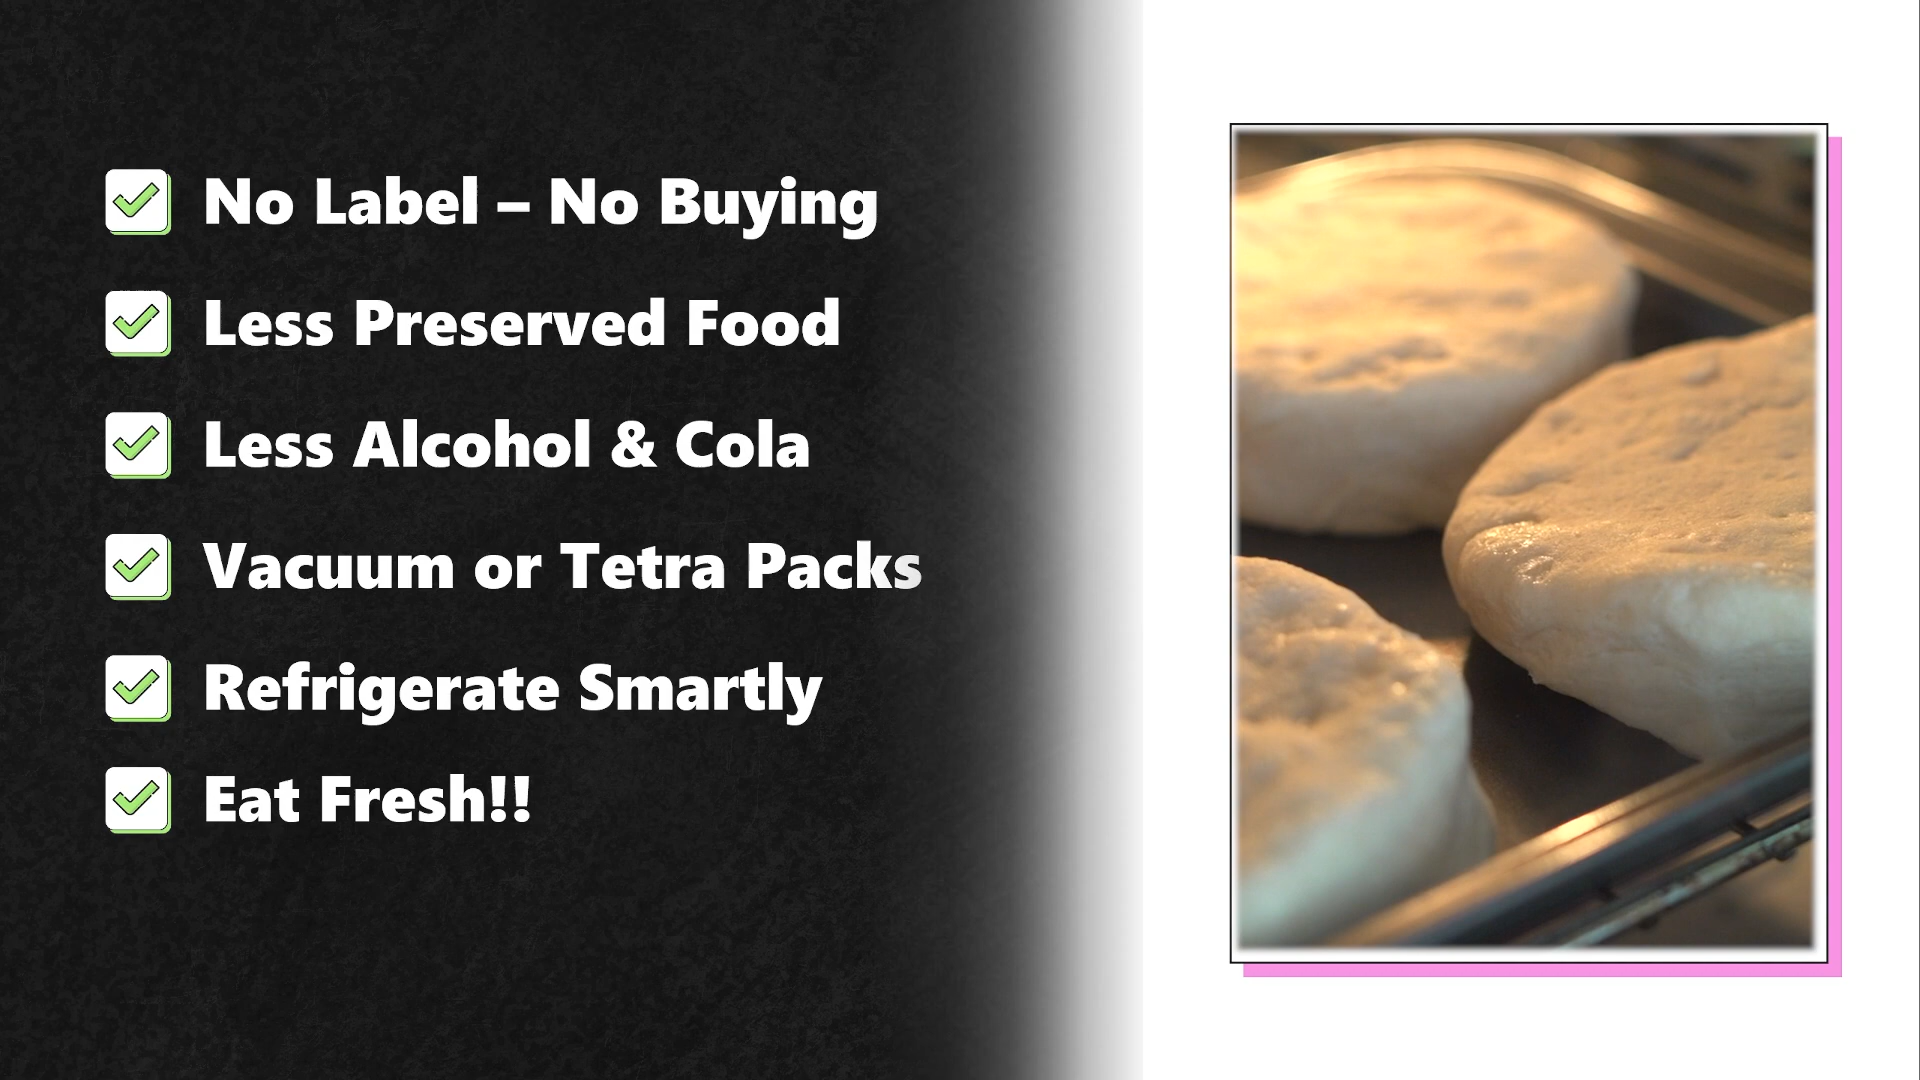 No Label – No Buying
Less Preserved Food
Less Alcohol & Cola
Vacuum or Tetra Packs
Refrigerate Smartly
Eat Fresh!!